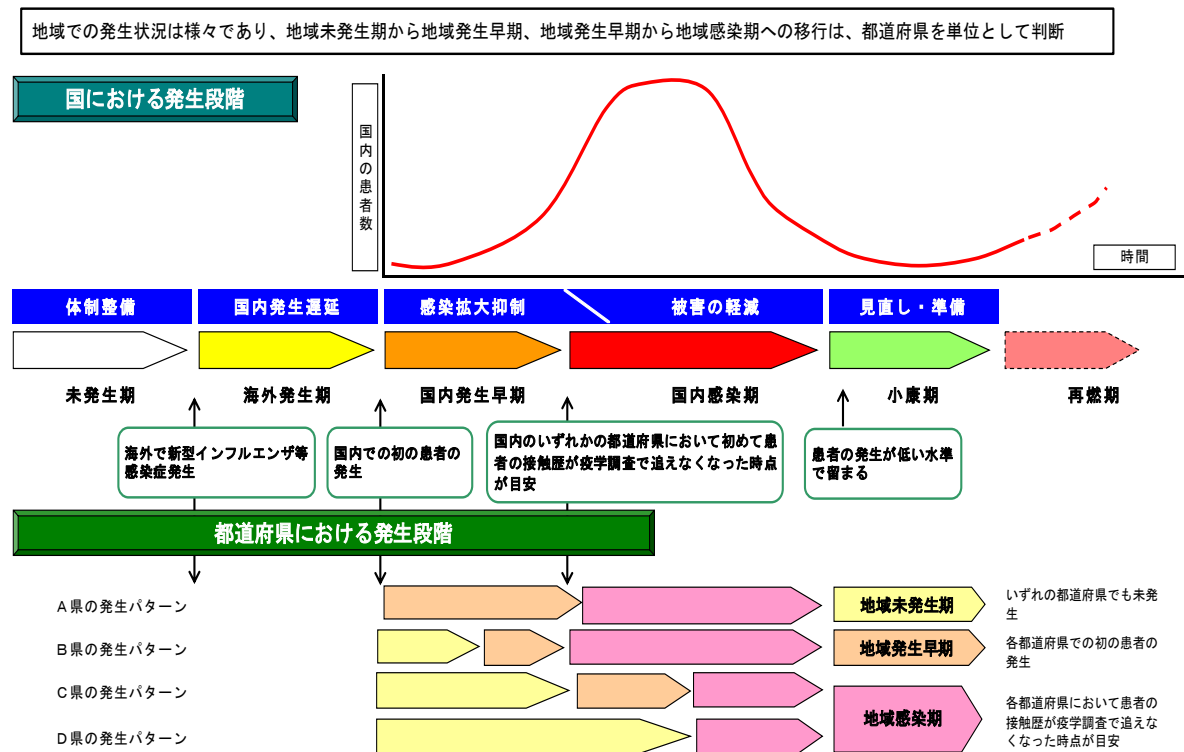 地域での発生状況は様々であり、地域未発生期から地域発生早期、地域発生早期から地域感染期への移行は、都道府県を単位として判断
国における発生段階
国内の患者数
時間
体制整備
国内発生遅延
感染拡大抑制
被害の軽減
見直し・準備
未発生期
海外発生期
国内発生早期
国内感染期
小康期
再燃期
海外で新型インフルエンザ等
感染症発生
国内での初の患者の
発生
国内のいずれかの都道府県において初めて患
者の接触歴が疫学調査で追えなくなった時点
が目安
患者の発生が低い水準
で留まる
都道府県における発生段階
A県の発生パターン
B県の発生パターン
C県の発生パターン
D県の発生パターン
地域未発生期
いずれの都道府県でも未発
生
地域発生早期
各都道府県での初の患者の
発生
地域感染期
各都道府県において患者の
接触歴が疫学調査で追えな
くなった時点が目安